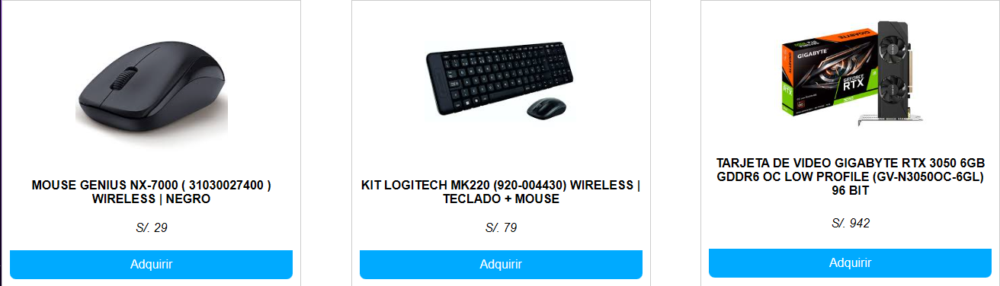 MOUSE GENIUS NX-7000 ( 31030027400 )
WIRELESS | NEGRO
S/. 29
Adquirir
KIT LOGITECH MK220 (920-004430) WIRELESS |
TECLADO + MOUSE
S/. 79
Adquirir
GIGABYTE
GIGABYTE
GEFORCE
RTX
TARJETA DE VIDEO GIGABYTE RTX 3050 6GB
GDDR6 OC LOW PROFILE (GV-N3050OC-6GL)
96 BIT
S/. 942
Adquirir